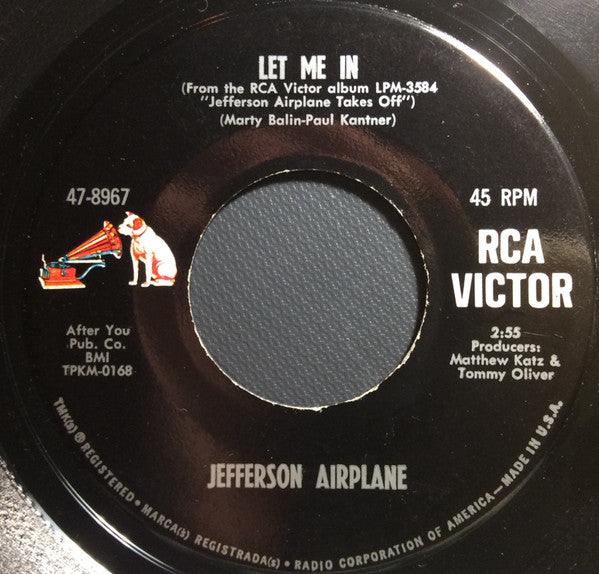 LET ME IN
(From the RCA Victor album LPM-3584
"Jefferson Airplane Takes Off")
(Marty Balin-Paul Kantner)
47-8967
45 RPM
RCA
VICTOR
After You
Pub. Co.
BMI
TPKM-0168
2:55
Producers:
Matthew Katz &
Tommy Oliver
JEFFERSON AIRPLANE
TMK(s) ® REGISTERED • MARCA(s) REGISTRADA(s) • RADIO CORPORATION OF AMERICA—MADE IN U.S.A.